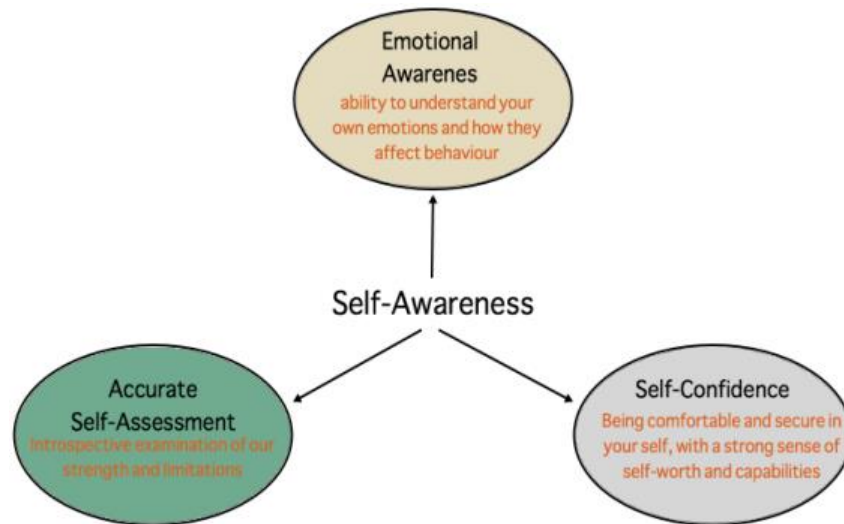 Emotional
Awarenes
ability to understand your
own emotions and how they
affect behaviour
Self-Awareness
Accurate
Self-Assessment
Introspective examination of our
strength and limitations
Self-Confidence
Being comfortable and secure in
your self, with a strong sense of
self-worth and capabilities